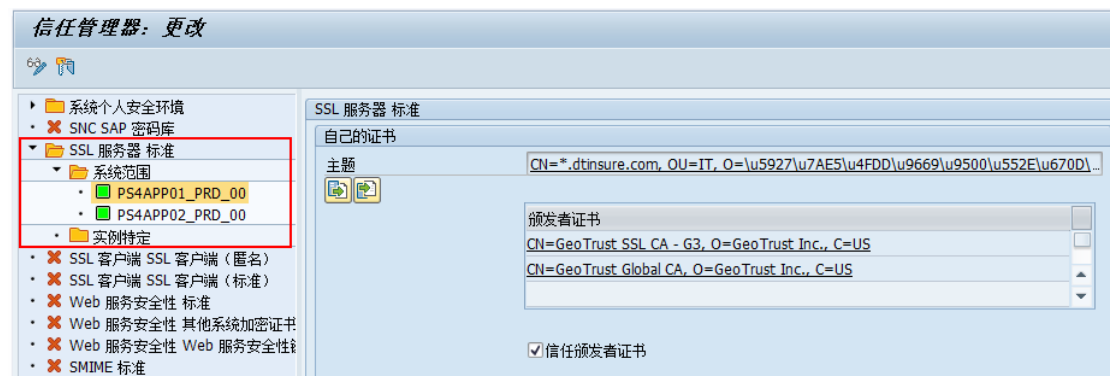 信任管理器: 更改
系统个人安全环境
SNC SAP 密码库
SSL 服务器 标准
系统范围
PS4APP01_PRD_00
PS4APP02_PRD_00
实例特定
SSL 客户端 SSL 客户端 (匿名)
SSL 客户端 SSL 客户端 (标准)
Web 服务安全性 标准
Web 服务安全性 其他系统加密证书
Web 服务安全性 Web 服务安全性
SMIME 标准
SSL 服务器 标准
自己的证书
主题
CN=*.dtinsure.com, OU=IT, O=\u5927\u7AE5\u4FDD\u9669\u9500\u552E\u670D\...
颁发者证书
CN=GeoTrust SSL CA - G3, O=GeoTrust Inc., C=US
CN=GeoTrust Global CA, O=GeoTrust Inc., C=US
信任颁发者证书